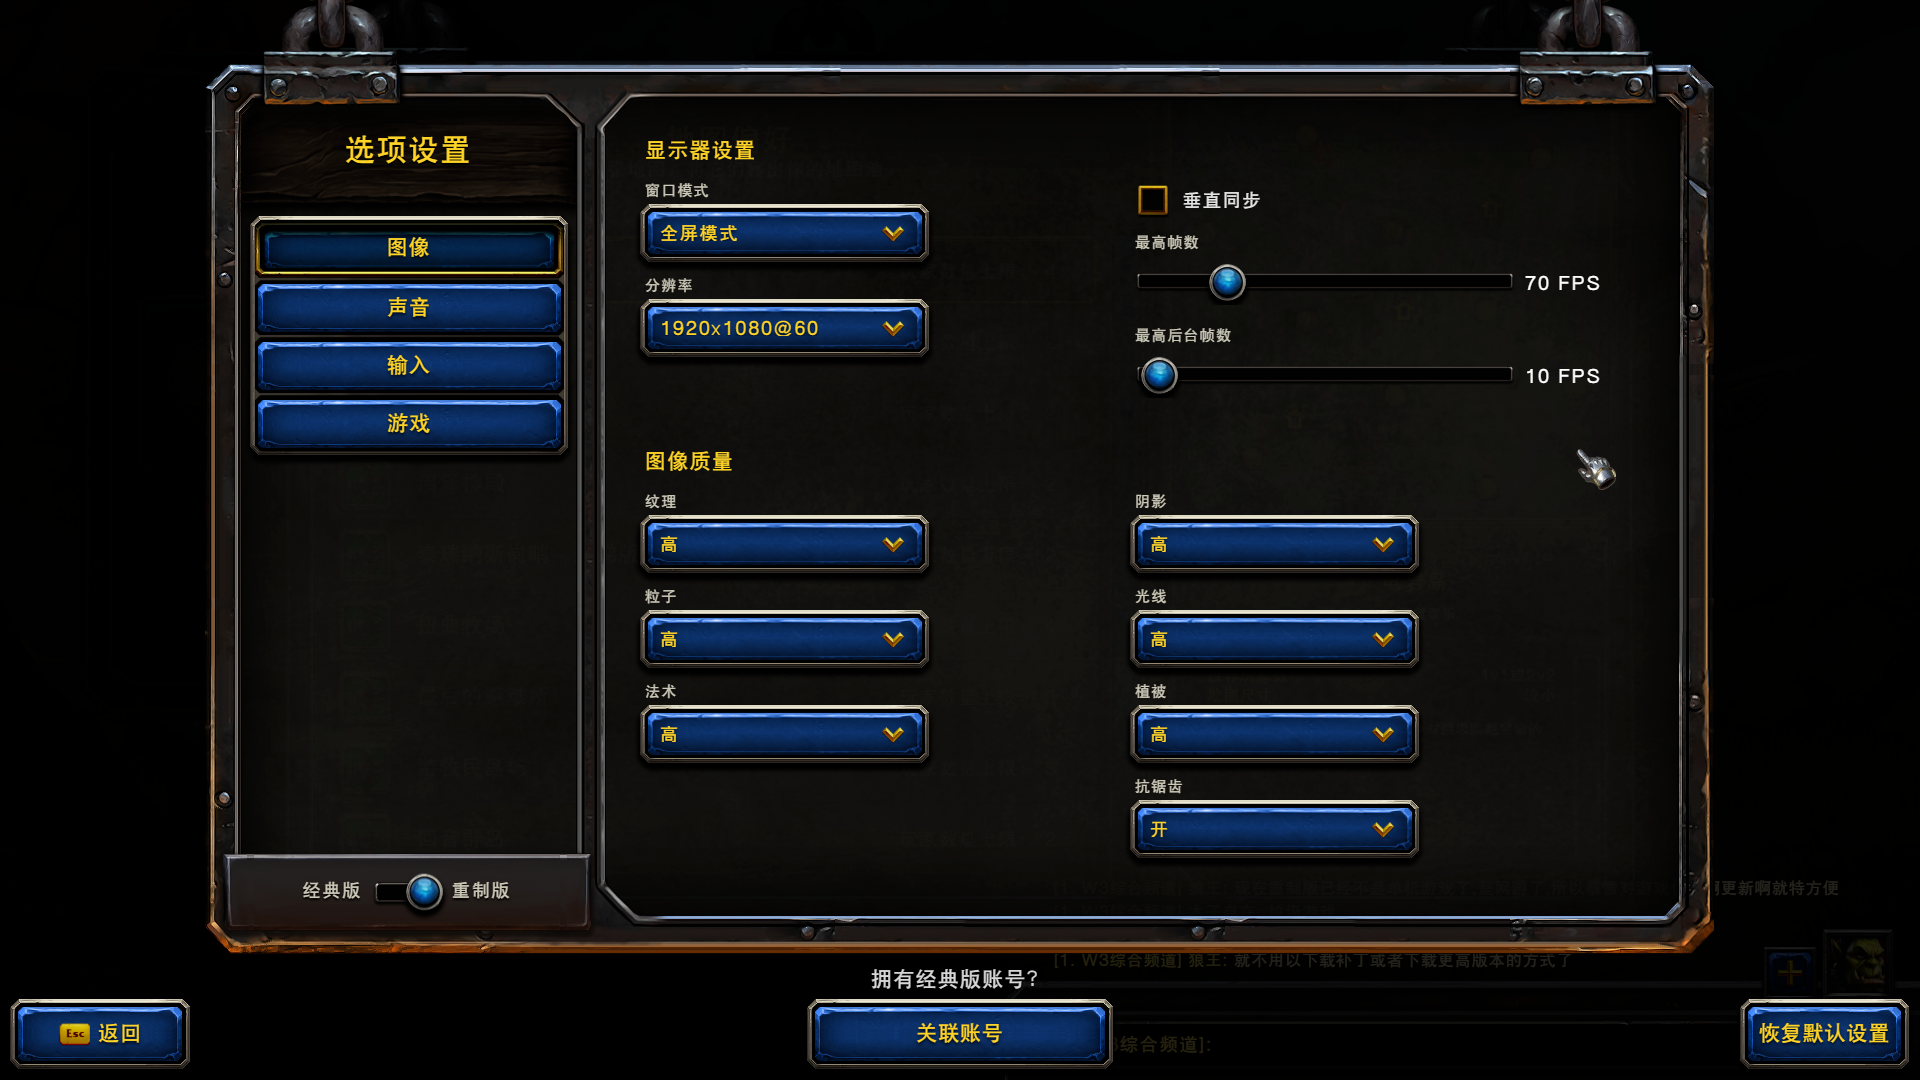 选项设置
图像
声音
输入
游戏
经典版
重制版
显示器设置
窗口模式
全屏模式
分辨率
1920x1080@60
垂直同步
最高帧数
70 FPS
最高后台帧数
10 FPS
图像质量
纹理
高
阴影
高
粒子
高
光线
高
法术
高
植被
高
抗锯齿
开
更新啊就特方便
[1. W3综合频道] 狼王: 就不用以下载补丁或者下载更高版本的方式了
拥有经典版账号?
Esc 返回
关联账号
综合频道]:
恢复默认设置